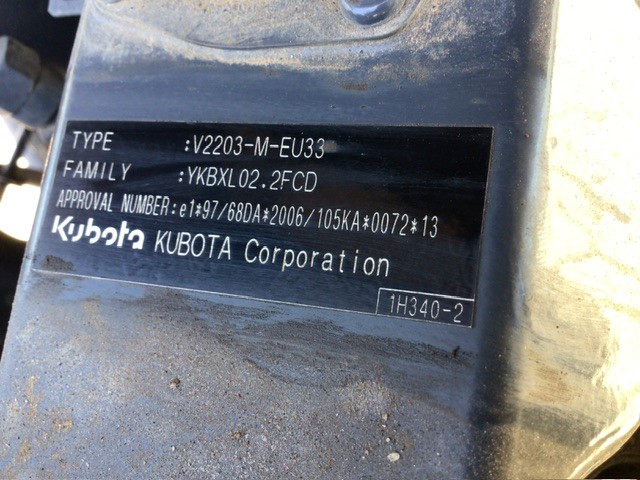 TYPE :V2203-M-EU33
FAMILY :YKBXL02.2FCD
APPROVAL NUMBER:e1*97/68DA*2006/105KA*0072*13
Kubota KUBOTA Corporation
1H340-2